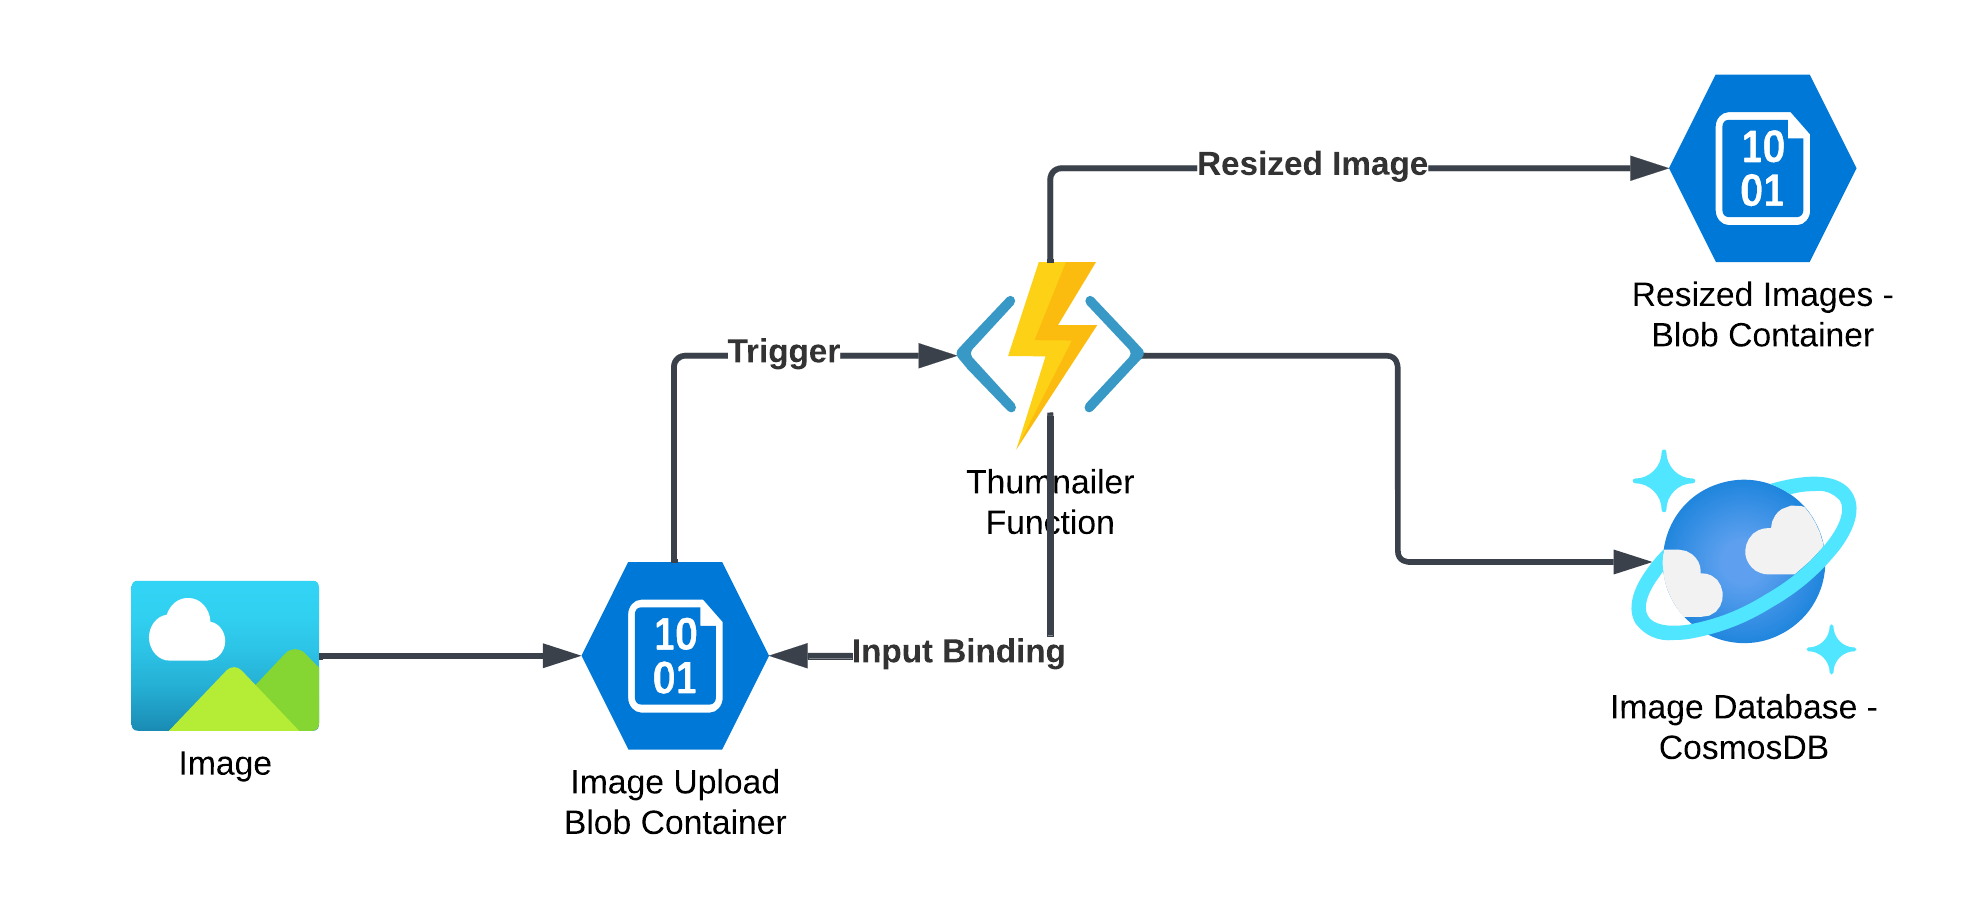 Resized Image
10
01
Resized Images -
Blob Container
Trigger
Thumnailer
Function
Image
10
01
Input Binding
Image Upload
Blob Container
Image Database -
CosmosDB